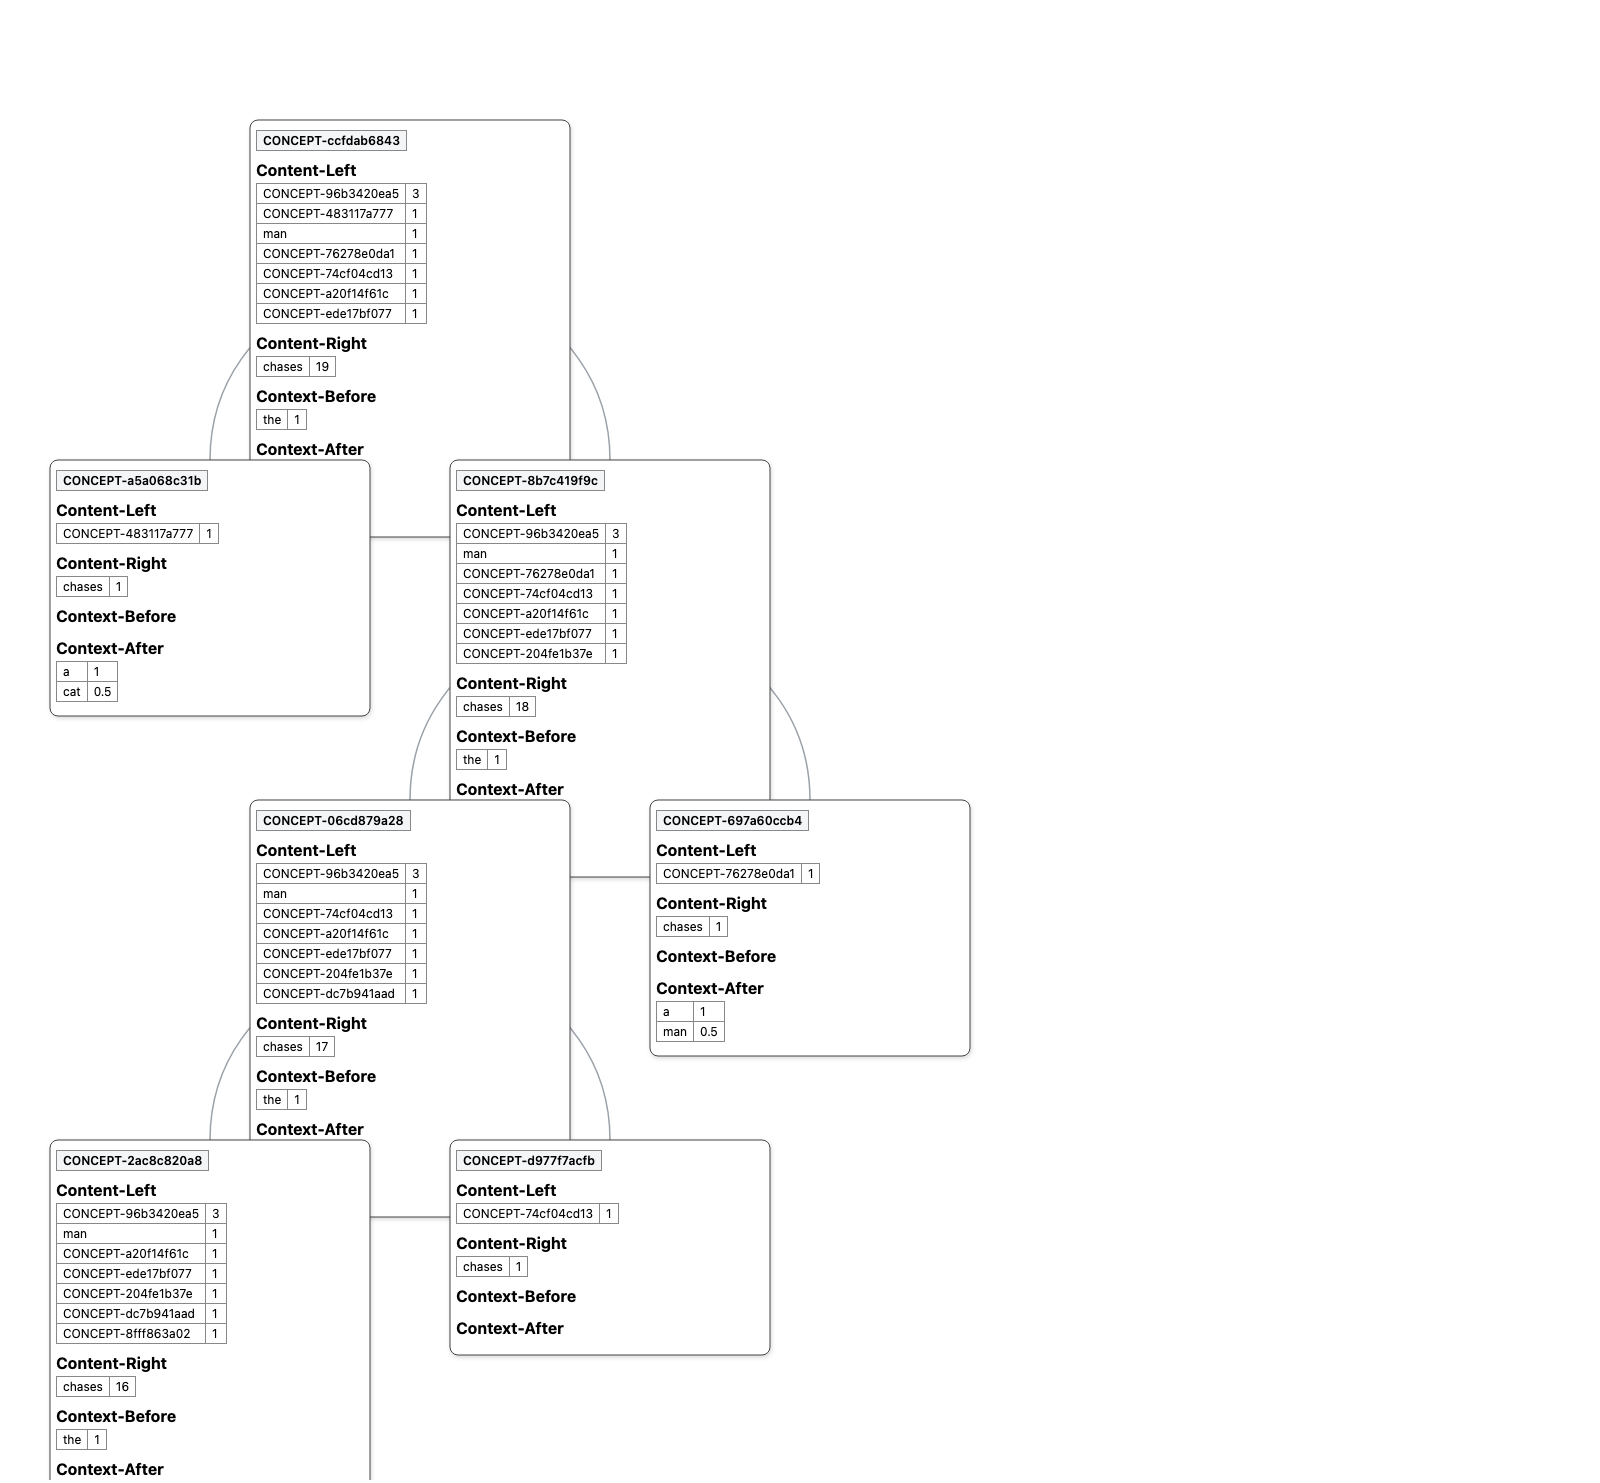 CONCEPT-ccfdab6843
Content-Left
CONCEPT-96b3420ea5 3
CONCEPT-483117a777 1
man 1
CONCEPT-76278e0da1 1
CONCEPT-74cf04cd13 1
CONCEPT-a20f14f61c 1
CONCEPT-ede17bf077 1
Content-Right
chases 19
Context-Before
the 1
Context-After
CONCEPT-a5a068c31b
Content-Left
CONCEPT-483117a777 1
Content-Right
chases 1
Context-Before
Context-After
a 1
cat 0.5
CONCEPT-8b7c419f9c
Content-Left
CONCEPT-96b3420ea5 3
man 1
CONCEPT-76278e0da1 1
CONCEPT-74cf04cd13 1
CONCEPT-a20f14f61c 1
CONCEPT-ede17bf077 1
CONCEPT-204fe1b37e 1
Content-Right
chases 18
Context-Before
the 1
Context-After
CONCEPT-06cd879a28
Content-Left
CONCEPT-96b3420ea5 3
man 1
CONCEPT-74cf04cd13 1
CONCEPT-a20f14f61c 1
CONCEPT-ede17bf077 1
CONCEPT-204fe1b37e 1
CONCEPT-dc7b941aad 1
Content-Right
chases 17
Context-Before
the 1
Context-After
CONCEPT-697a60ccb4
Content-Left
CONCEPT-76278e0da1 1
Content-Right
chases 1
Context-Before
Context-After
a 1
man 0.5
CONCEPT-2ac8c820a8
Content-Left
CONCEPT-96b3420ea5 3
man 1
CONCEPT-a20f14f61c 1
CONCEPT-ede17bf077 1
CONCEPT-204fe1b37e 1
CONCEPT-dc7b941aad 1
CONCEPT-8fff863a02 1
Content-Right
chases 16
Context-Before
the 1
Context-After
CONCEPT-d977f7acfb
Content-Left
CONCEPT-74cf04cd13 1
Content-Right
chases 1
Context-Before
Context-After